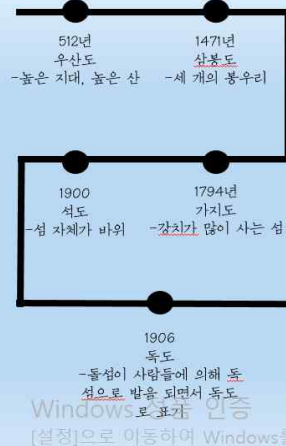 512년
우산도
-높은 지대, 높은 산
1471년
삼봉도
-세 개의 봉우리
1794년
가지도
-강치가 많이 사는 섬
1900
석도
-섬 자체가 바위
1906
독도
-돌섬이 사람들에 의해 독
섬으로 발음 되면서 독도
로 표기
Windows 정품 인증
[설정]으로 이동하여 Windows를